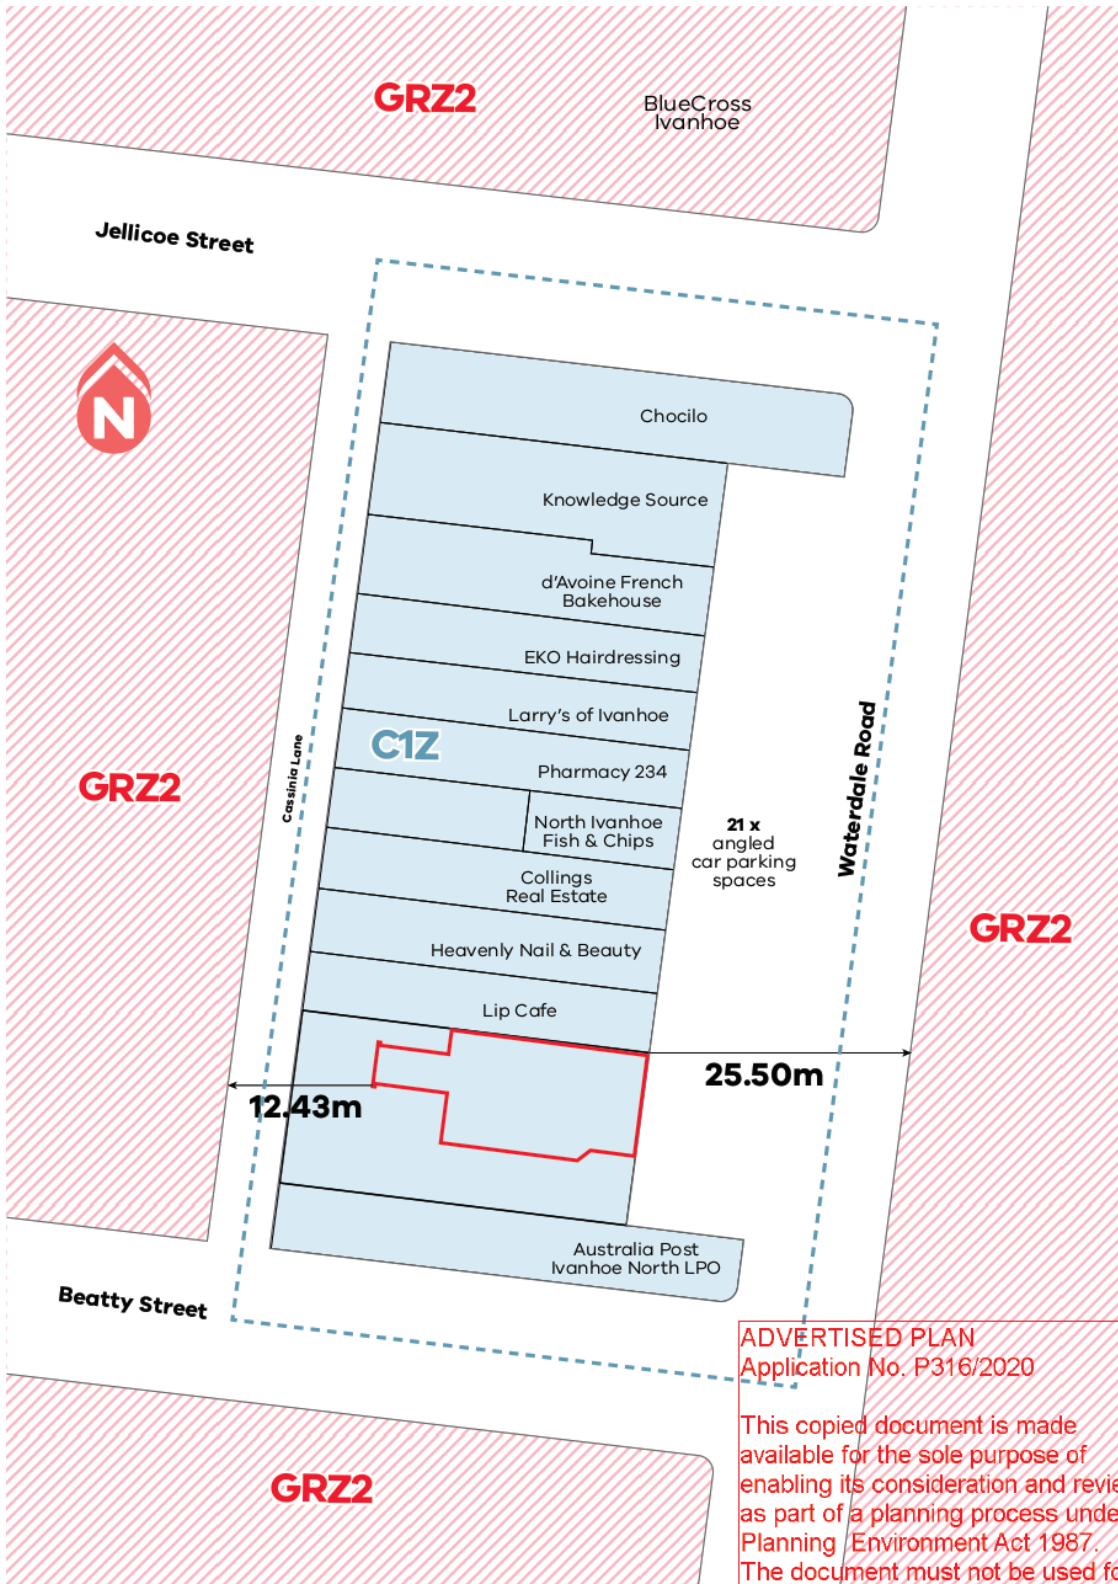 GRZ2
BlueCross
Ivanhoe
Jellicoe Street
N
Chocilo
Knowledge Source
d'Avoine French
Bakehouse
EKO Hairdressing
Larry's of Ivanhoe
C1Z
Pharmacy 234
Cassinia Lane
Waterdale Road
GRZ2
North Ivanhoe
Fish & Chips
21 x
angled
car parking
spaces
Collings
Real Estate
GRZ2
Heavenly Nail & Beauty
Lip Cafe
25.50m
12.43m
Australia Post
Ivanhoe North LPO
Beatty Street
GRZ2
ADVERTISED PLAN
Application No. P316/2020
This copied document is made
available for the sole purpose of
enabling its consideration and revie
as part of a planning process unde
Planning Environment Act 1987.
The document must not be used fo